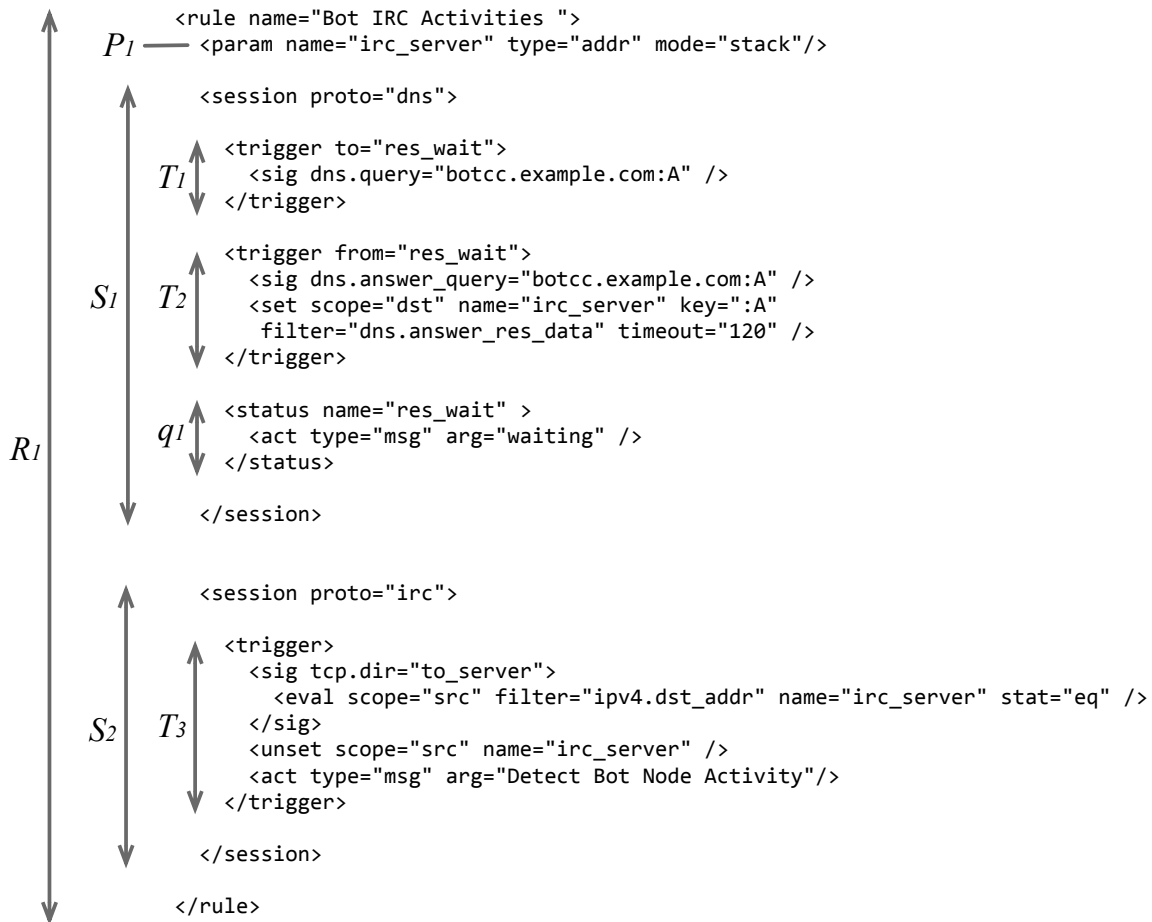 <rule name="Bot IRC Activities ">
P1 <param name="irc_server" type="addr" mode="stack"/>
<session proto="dns">
<trigger to="res_wait">
T1 <sig dns.query="botcc.example.com:A" />
</trigger>
<trigger from="res_wait">
<sig dns.answer_query="botcc.example.com:A" />
S1 T2 <set scope="dst" name="irc_server" key=":A"
filter="dns.answer_res_data" timeout="120" />
</trigger>
<status name="res_wait" >
R1 q1 <act type="msg" arg="waiting" />
</status>
</session>
<session proto="irc">
<trigger>
<sig tcp.dir="to_server">
<eval scope="src" filter="ipv4.dst_addr" name="irc_server" stat="eq" />
S2 T3 </sig>
<unset scope="src" name="irc_server" />
<act type="msg" arg="Detect Bot Node Activity"/>
</trigger>
</session>
</rule>